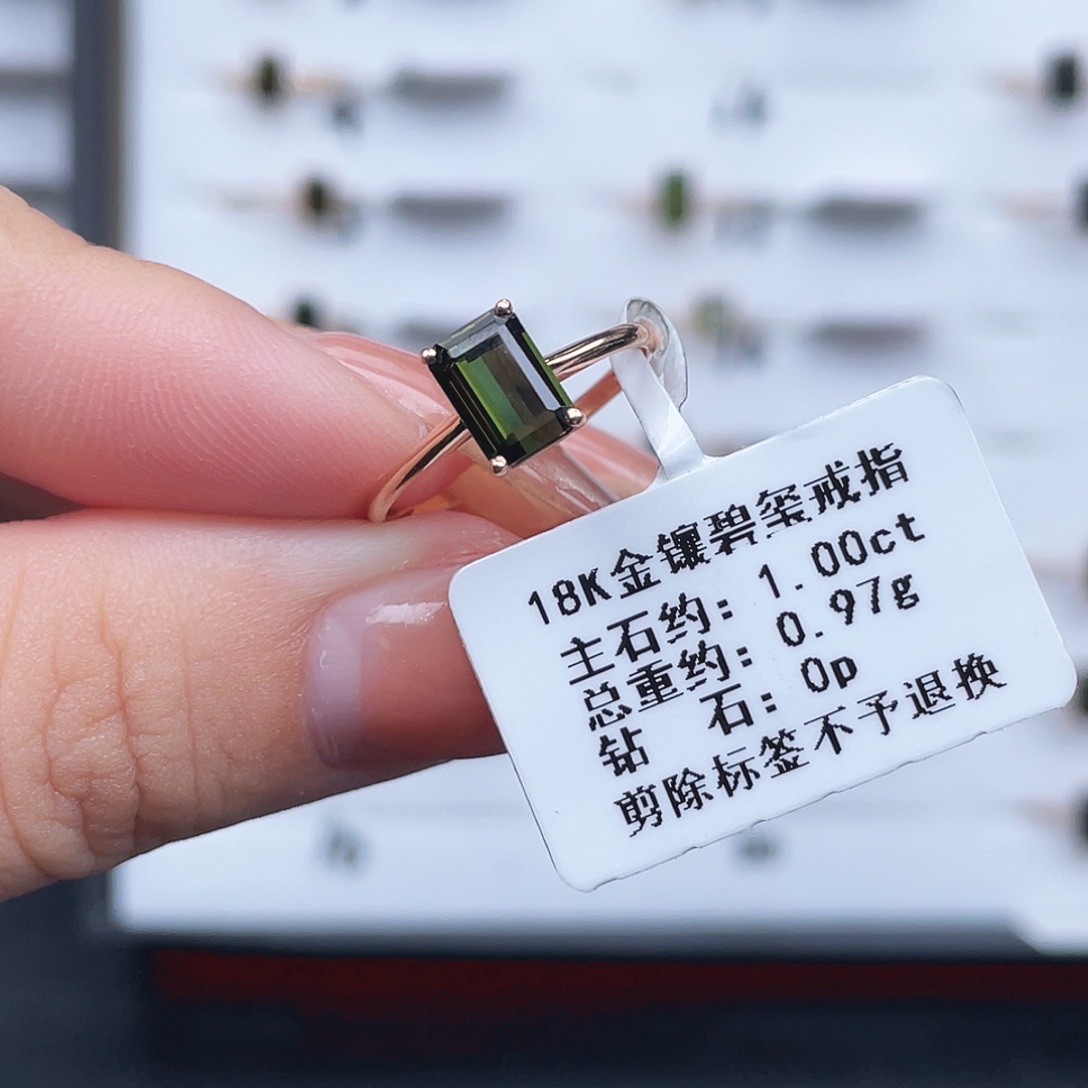 18K金镶碧玺戒指
主石约: 1.00ct
总重约: 0.97g
钻 石: 0p
剪除标签不予退换